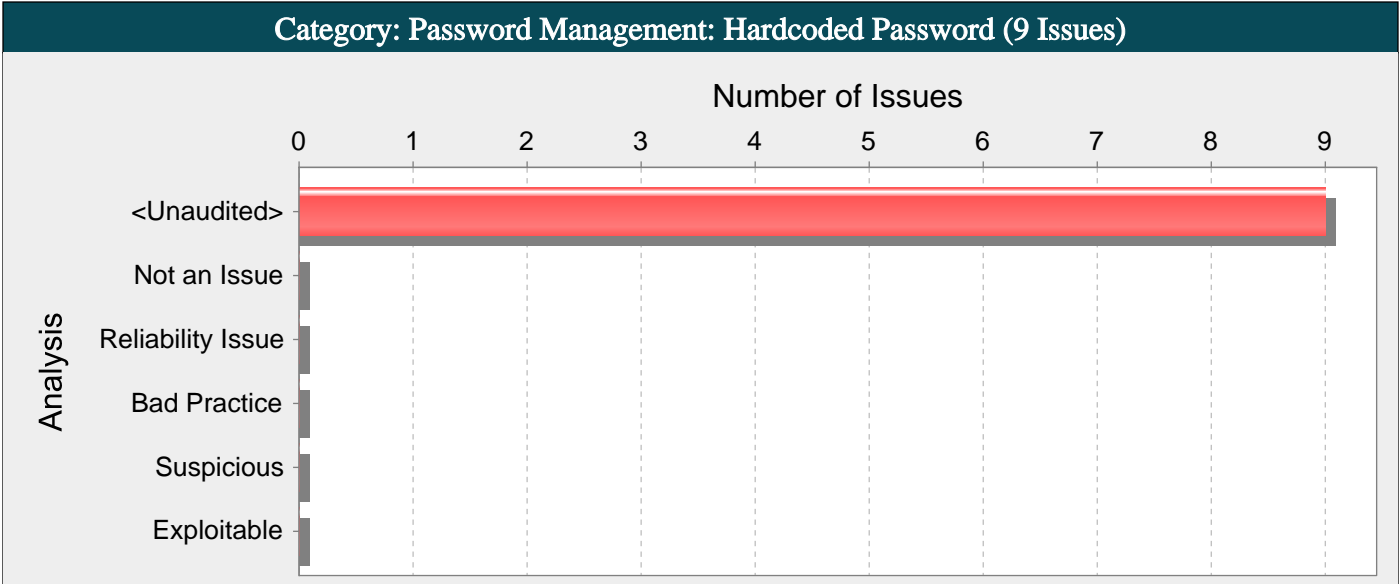 Category: Password Management: Hardcoded Password (9 Issues)
Number of Issues
0 1 2 3 4 5 6 7 8 9
<Unaudited>
Not an Issue
Reliability Issue
Bad Practice
Suspicious
Exploitable
Analysis